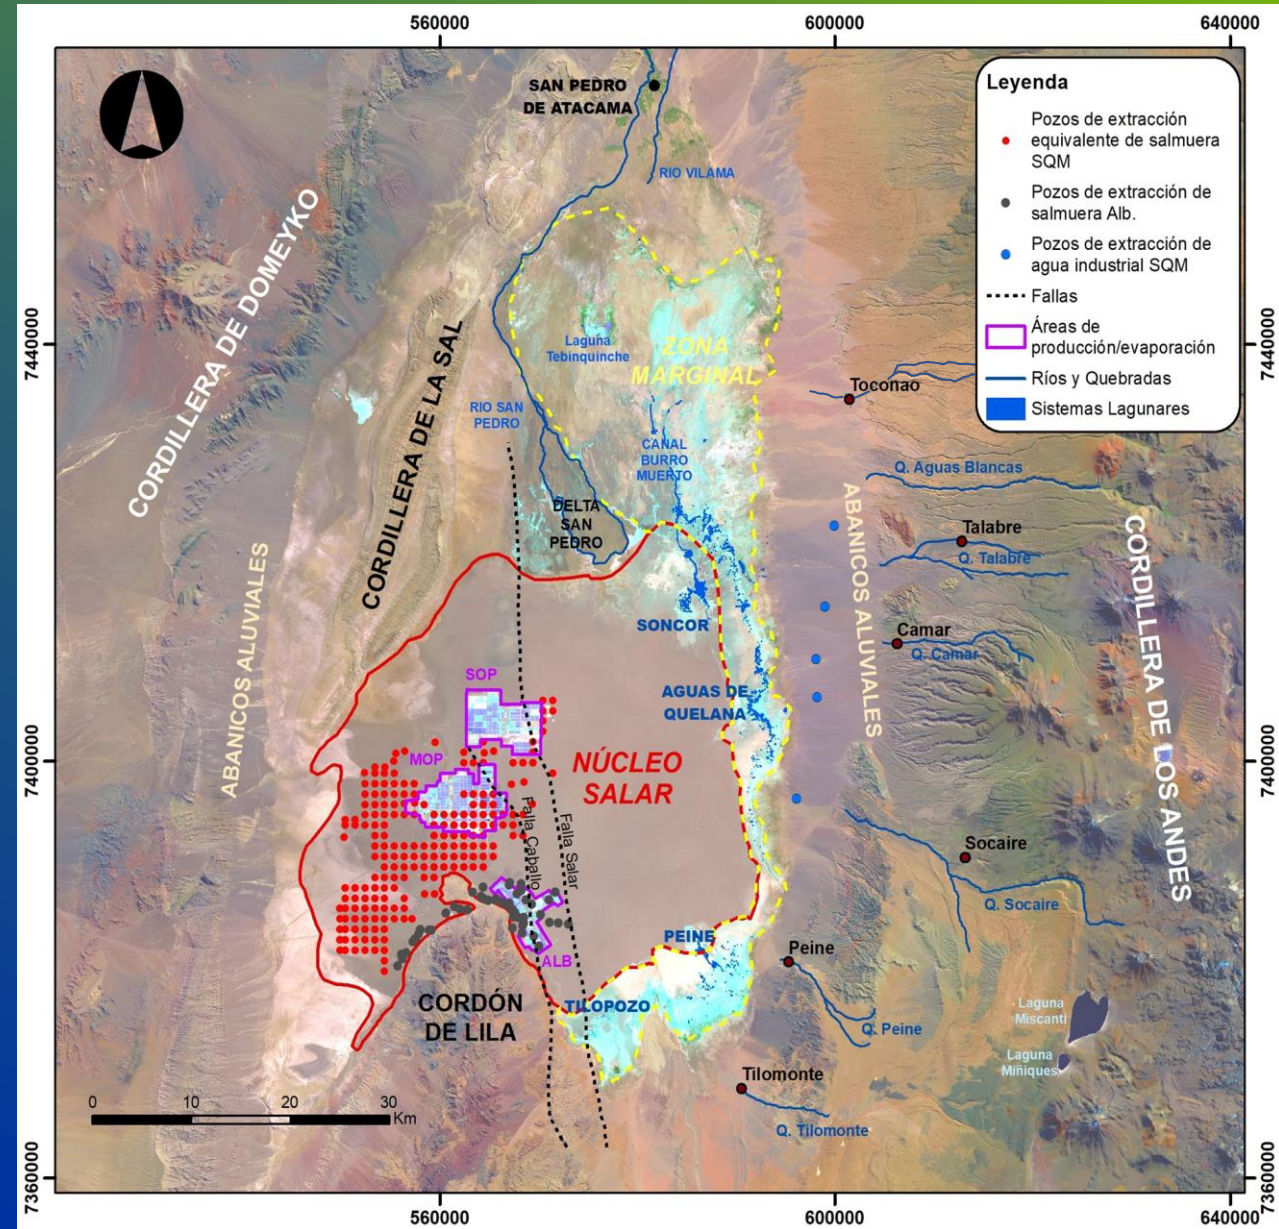 560000
600000
640000
SAN PEDRO
DE ATACAMA
RIO VILAMA
Leyenda
Pozos de extracción
equivalente de salmuera
SQM
Pozos de extracción de
salmuera Alb.
Pozos de extracción de
agua industrial SQM
Fallas
Áreas de
producción/evaporación
Ríos y Quebradas
Sistemas Lagunares
CORDILLERA DE DOMEYKO
CORDILLERA DE LA SAL
7440000
7440000
Laguna
Tebinquinche
ZONA
MARGINAL
Toconao
RIO SAN
PEDRO
CANAL
BURRO
MUERTO
Q. Aguas Blancas
DELTA
SAN
PEDRO
ABANICOS ALUVIALES
Talabre
Q. Talabre
CORDILLERA DE LOS ANDES
ABANICOS ALUVIALES
SONCOR
Camar
Q. Camar
SOP
AGUAS DE
QUELANA
7400000
7400000
MOP
NÚCLEO
SALAR
Falla Caballo
Falla Salar
Socaire
Q. Socaire
PEINE
Peine
ALB
TILOPOZO
CORDÓN
DE LILA
Q. Peine
Laguna
Miscanti
Laguna
Miñiques
Tilomonte
Q. Tilomonte
0
10
20
30
Km
7360000
7360000
560000
600000
640000